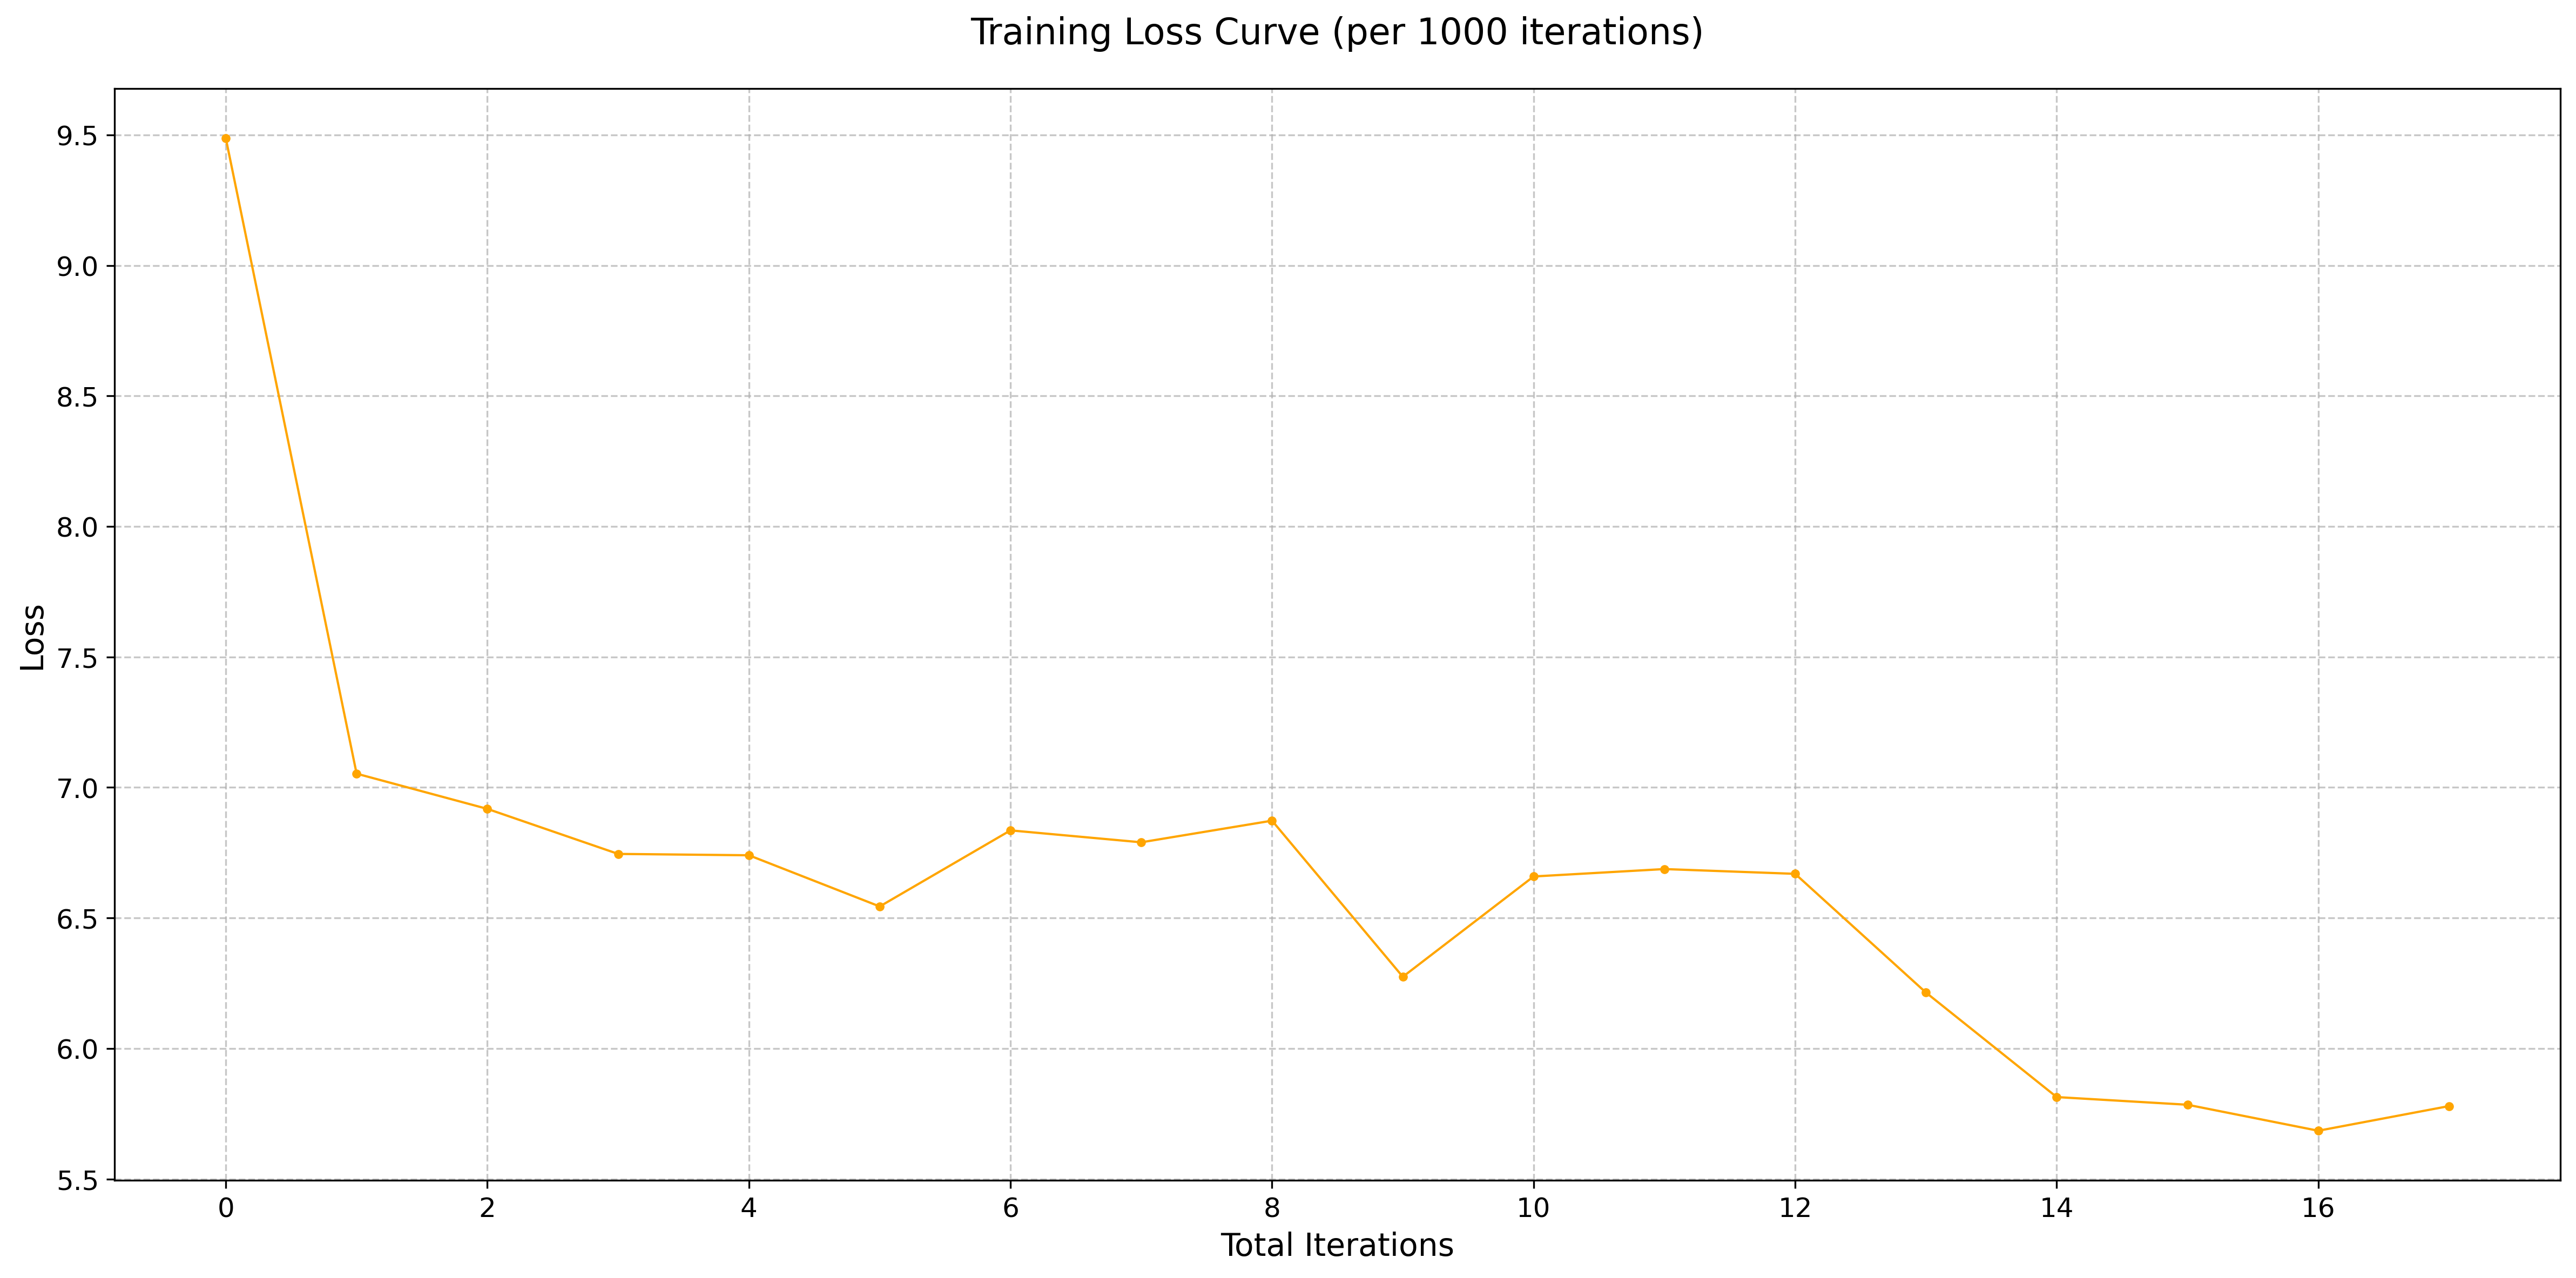 Training Loss Curve (per 1000 iterations)
Loss
9.5
9.0
8.5
8.0
7.5
7.0
6.5
6.0
5.5
0 2 4 6 8 10 12 14 16
Total Iterations